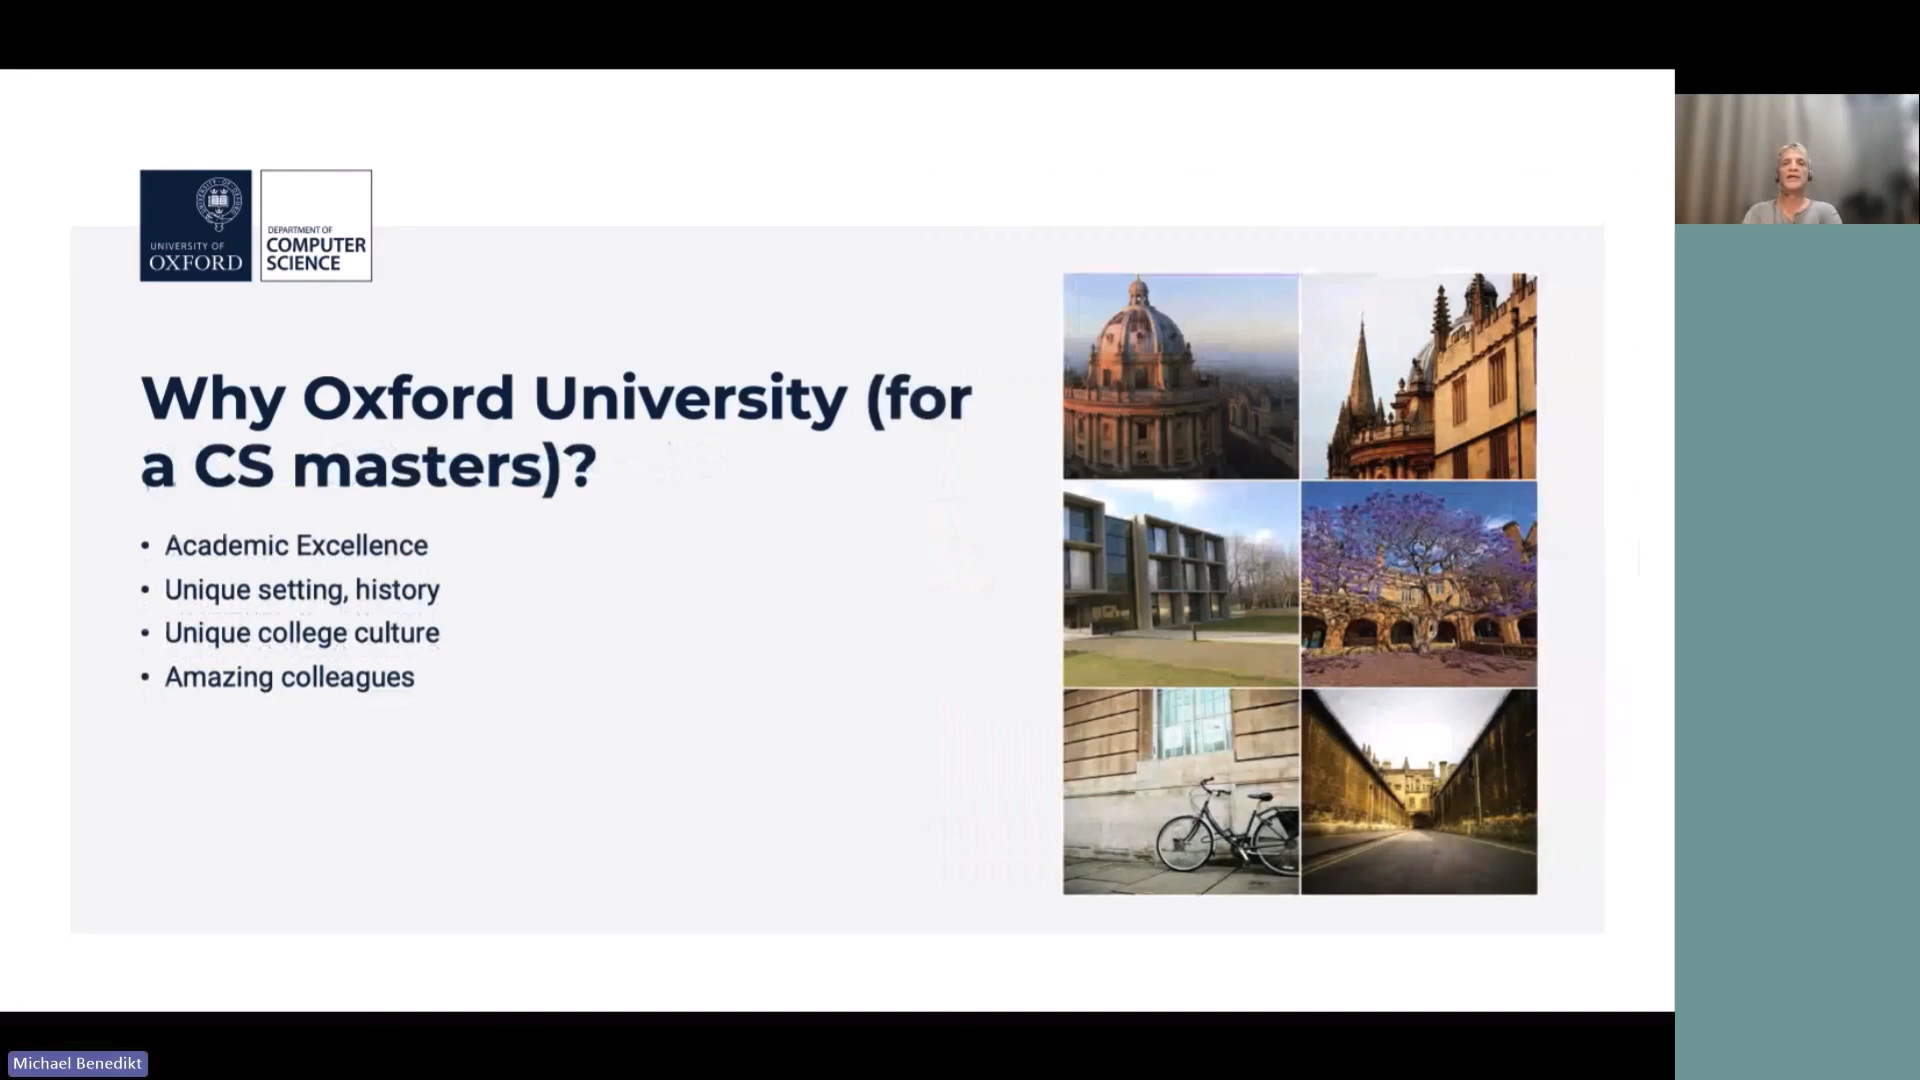 UNIVERSITY OF
OXFORD
DEPARTMENT OF
COMPUTER
SCIENCE
Why Oxford University (for
a CS masters)?
• Academic Excellence
• Unique setting, history
• Unique college culture
• Amazing colleagues
Michael Benedikt